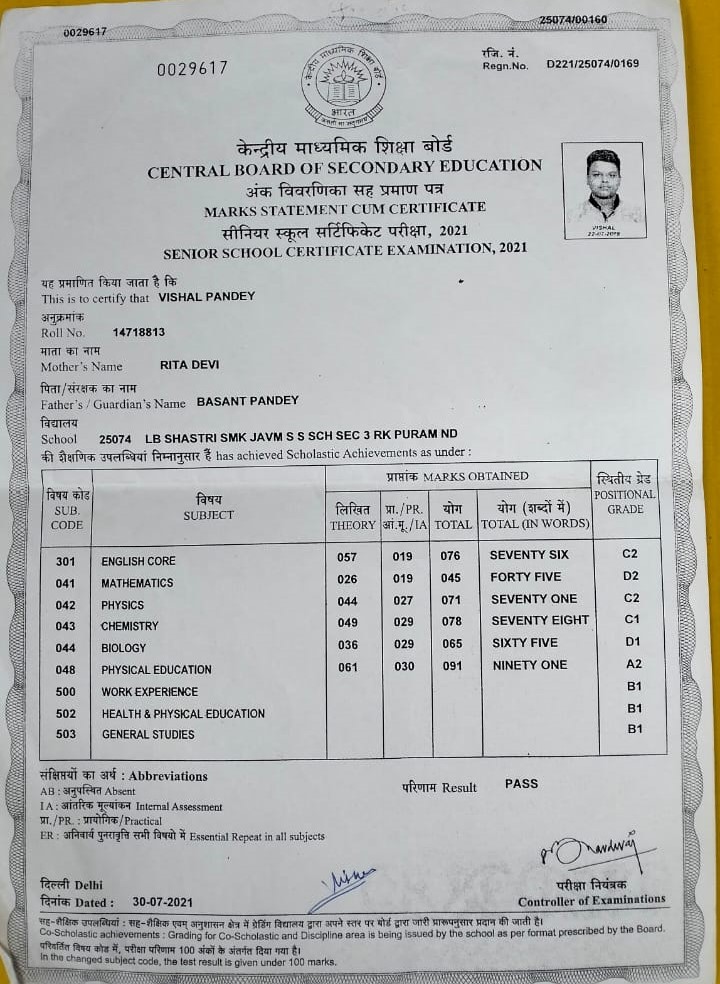 0029617
25074/00160
0029617
रजि. नं.
Regn.No. D221/25074/0169
केन्द्रीय माध्यमिक शिक्षा बोर्ड
भारत
केन्द्रीय माध्यमिक शिक्षा बोर्ड
CENTRAL BOARD OF SECONDARY EDUCATION
अंक विवरणिका सह प्रमाण पत्र
MARKS STATEMENT CUM CERTIFICATE
सीनियर स्कूल सर्टिफिकेट परीक्षा, 2021
SENIOR SCHOOL CERTIFICATE EXAMINATION, 2021
VISHAL
यह प्रमाणित किया जाता है कि
This is to certify that VISHAL PANDEY
अनुक्रमांक
Roll No. 14718813
माता का नाम
Mother's Name RITA DEVI
पिता/संरक्षक का नाम
Father's / Guardian's Name BASANT PANDEY
विद्यालय
School 25074 LB SHASTRI SMK JAVM S S SCH SEC 3 RK PURAM ND
की शैक्षणिक उपलब्धियां निम्नानुसार हैं has achieved Scholastic Achievements as under :
विषय कोड SUB. CODE
विषय SUBJECT
प्राप्तांक MARKS OBTAINED
लिखित THEORY
प्रा./PR. आं.मू./IA
योग TOTAL
योग (शब्दों में) TOTAL (IN WORDS)
स्थितीय ग्रेड POSITIONAL GRADE
301 ENGLISH CORE 057 019 076 SEVENTY SIX C2
041 MATHEMATICS 026 019 045 FORTY FIVE D2
042 PHYSICS 044 027 071 SEVENTY ONE C2
043 CHEMISTRY 049 029 078 SEVENTY EIGHT C1
044 BIOLOGY 036 029 065 SIXTY FIVE D1
048 PHYSICAL EDUCATION 061 030 091 NINETY ONE A2
500 WORK EXPERIENCE B1
502 HEALTH & PHYSICAL EDUCATION B1
503 GENERAL STUDIES B1
संक्षिप्तियों का अर्थ : Abbreviations
AB : अनुपस्थित Absent
IA : आंतरिक मूल्यांकन Internal Assessment
प्रा./PR. : प्रायोगिक/Practical
ER : अनिवार्य पुनरावृत्ति सभी विषयो में Essential Repeat in all subjects
परिणाम Result PASS
दिल्ली Delhi
दिनांक Dated : 30-07-2021
परीक्षा नियंत्रक
Controller of Examinations
सह-शैक्षिक उपलब्धियां : सह-शैक्षिक एवम् अनुशासन क्षेत्र में ग्रेडिंग विद्यालय द्वारा अपने स्तर पर बोर्ड द्वारा जारी प्रारूपनुसार प्रदान की जाती है।
Co-Scholastic achievements : Grading for Co-Scholastic and Discipline area is being issued by the school as per format prescribed by the Board.
परिवर्तित विषय कोड में, परीक्षा परिणाम 100 अंकों के अंतर्गत दिया गया है।
In the changed subject code, the test result is given under 100 marks.